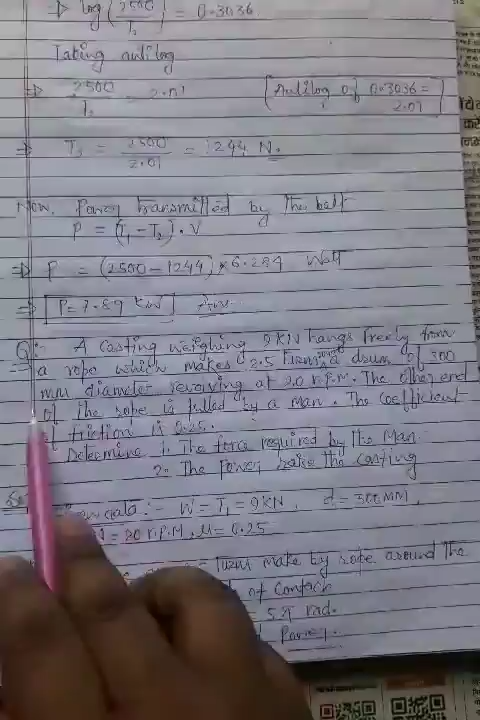 ⇒ log (2500/T₂) = 0.3036
Taking antilog
⇒ 2500/T₂ = 2.01 [Antilog of 0.3036 = 2.01]
⇒ T₂ = 2500/2.01 = 1244 N.
Now, Power transmitted by the belt
P = (T₁ - T₂) . V
⇒ P = (2500 - 1244) × 6.284 Watt
⇒ P = 7.89 kW Ans
Q:- A casting weighing 9 kN hangs freely from
a rope which makes 2.5 turns a drum of 300
mm diameter revolving at 20 r.p.m. The other end
of the rope is pulled by a man. The coefficient
of friction is 0.25.
Determine 1. The force required by the Man
2. The Power raise the casting
data :- W = T₁ = 9KN, d = 300 MM,
= 20 r.P.M, μ = 0.25
= Turns make by rope around the
of Contact
= 5π rad.
Power.